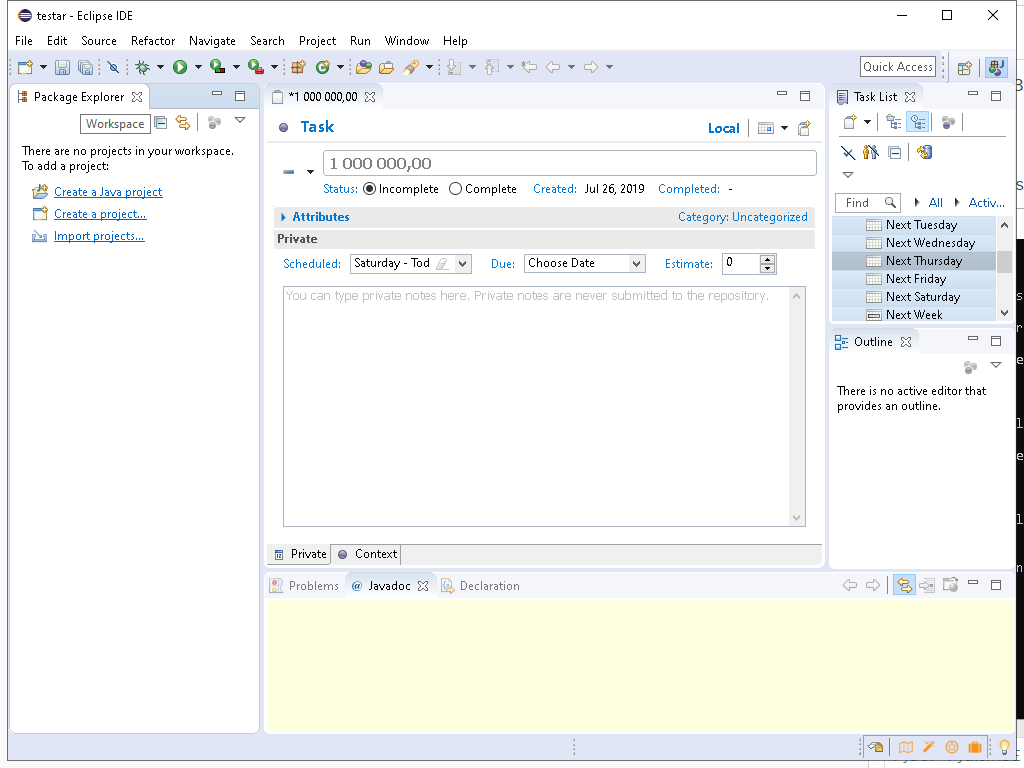 testar - Eclipse IDE
File Edit Source Refactor Navigate Search Project Run Window Help
Quick Access
Package Explorer
Workspace
There are no projects in your workspace.
To add a project:
Create a Java project
Create a project...
Import projects...
*1 000 000,00
Task
Local
1 000 000,00
Status: Incomplete Complete Created: Jul 26, 2019 Completed: -
Attributes Category: Uncategorized
Private
Scheduled: Saturday - Tod Due: Choose Date Estimate: 0
You can type private notes here. Private notes are never submitted to the repository.
Private Context
Problems @ Javadoc Declaration
Task List
Find All Activ...
Next Tuesday
Next Wednesday
Next Thursday
Next Friday
Next Saturday
Next Week
Outline
There is no active editor that
provides an outline.